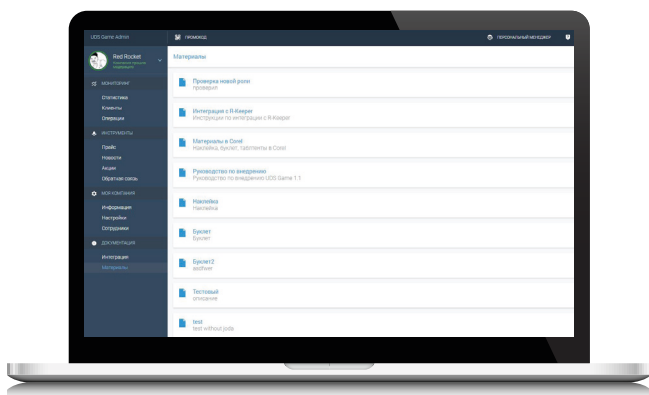 UDS Game Admin
ПРОМОКОД
ПЕРСОНАЛЬНЫЙ МЕНЕДЖЕР
Red Rocket
Материалы
МОНИТОРИНГ
Статистика
Клиенты
Операции
ИНСТРУМЕНТЫ
Прайс
Новости
Акции
Обратная связь
МОЯ КОМПАНИЯ
Информация
Настройки
Сотрудники
ДОКУМЕНТАЦИЯ
Интеграция
Материалы
Проверка новой роли
проверил
Интеграция с R-Keeper
Инструкции по интеграции с R-Keeper
Материалы в Corel
Наклейка, буклет, тейблтенты в Corel
Руководство по внедрению
Руководство по внедрению UDS Game 1.1
Наклейка
Наклейка
Буклет
Буклет
Буклет2
Тестовый
описание
test
test without jods